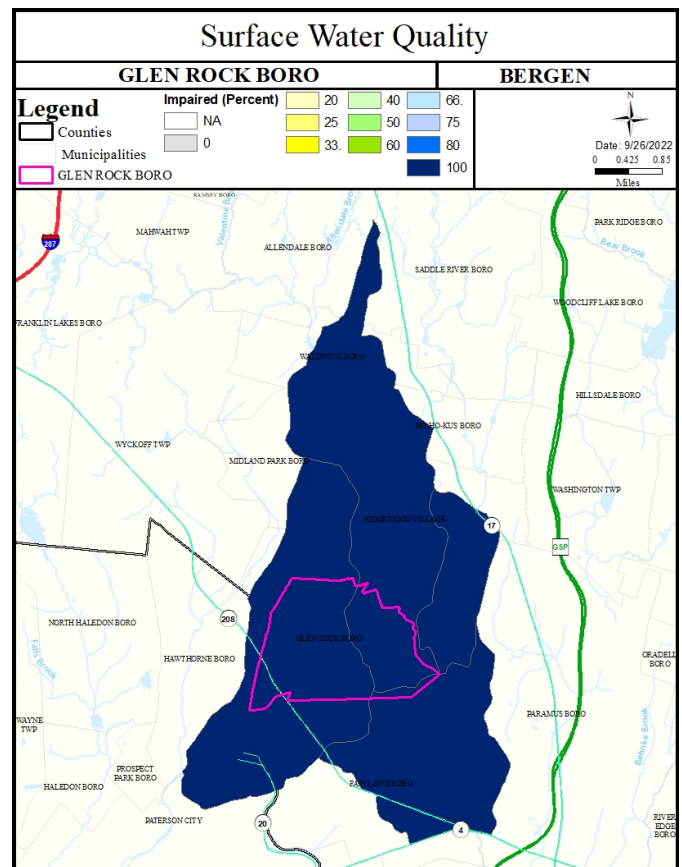 Surface Water Quality
GLEN ROCK BORO
BERGEN
Legend
Counties
Municipalities
GLEN ROCK BORO
Impaired (Percent)
NA
0
20
25
33.
40
50
60
66.
75
80
100
N
Date: 9/26/2022
0 0.425 0.85
Miles
RAMSEY BORO
287
MAHWAH TWP
Valentine
ALLENDALE BORO
Allendale
PARK RIDGE BORO
Bear Brook
SADDLE RIVER BORO
WOODCLIFF LAKE BORO
FRANKLIN LAKES BORO
WALDWICK BORO
HILLSDALE BORO
HO-HO-KUS BORO
WYCKOFF TWP
MIDLAND PARK BORO
WASHINGTON TWP
RIDGEWOOD VILLAGE
17
GSP
208
NORTH HALEDON BORO
GLEN ROCK BORO
HAWTHORNE BORO
Falls Brook
ORADELL
BORO
PARAMUS BORO
WAYNE
TWP
Behnke Brook
PROSPECT
PARK BORO
HALEDON BORO
FAIR LAWN BORO
PATERSON CITY
20
4
RIVER
EDGE
BORO